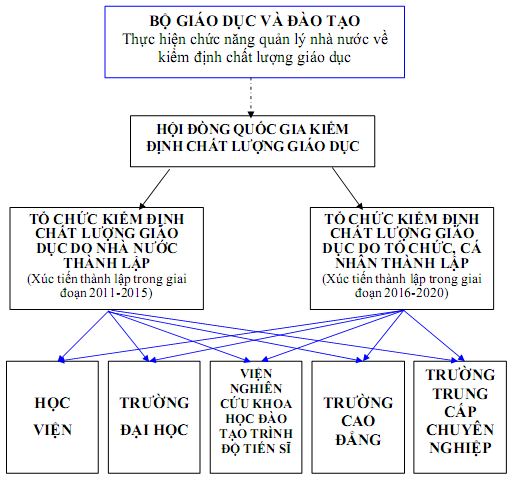 BỘ GIÁO DỤC VÀ ĐÀO TẠO
Thực hiện chức năng quản lý nhà nước về
kiểm định chất lượng giáo dục
HỘI ĐỒNG QUỐC GIA KIỂM
ĐỊNH CHẤT LƯỢNG GIÁO DỤC
TỔ CHỨC KIỂM ĐỊNH
CHẤT LƯỢNG GIÁO
DỤC DO NHÀ NƯỚC
THÀNH LẬP
(Xúc tiến thành lập trong giai
đoạn 2011-2015)
TỔ CHỨC KIỂM ĐỊNH
CHẤT LƯỢNG GIÁO
DỤC DO TỔ CHỨC, CÁ
NHÂN THÀNH LẬP
(Xúc tiến thành lập trong giai
đoạn 2016-2020)
HỌC
VIỆN
TRƯỜNG
ĐẠI HỌC
VIỆN
NGHIÊN
CỨU KHOA
HỌC ĐÀO
TẠO TRÌNH
ĐỘ TIẾN SĨ
TRƯỜNG
CAO
ĐẲNG
TRƯỜNG
TRUNG
CẤP
CHUYÊN
NGHIỆP